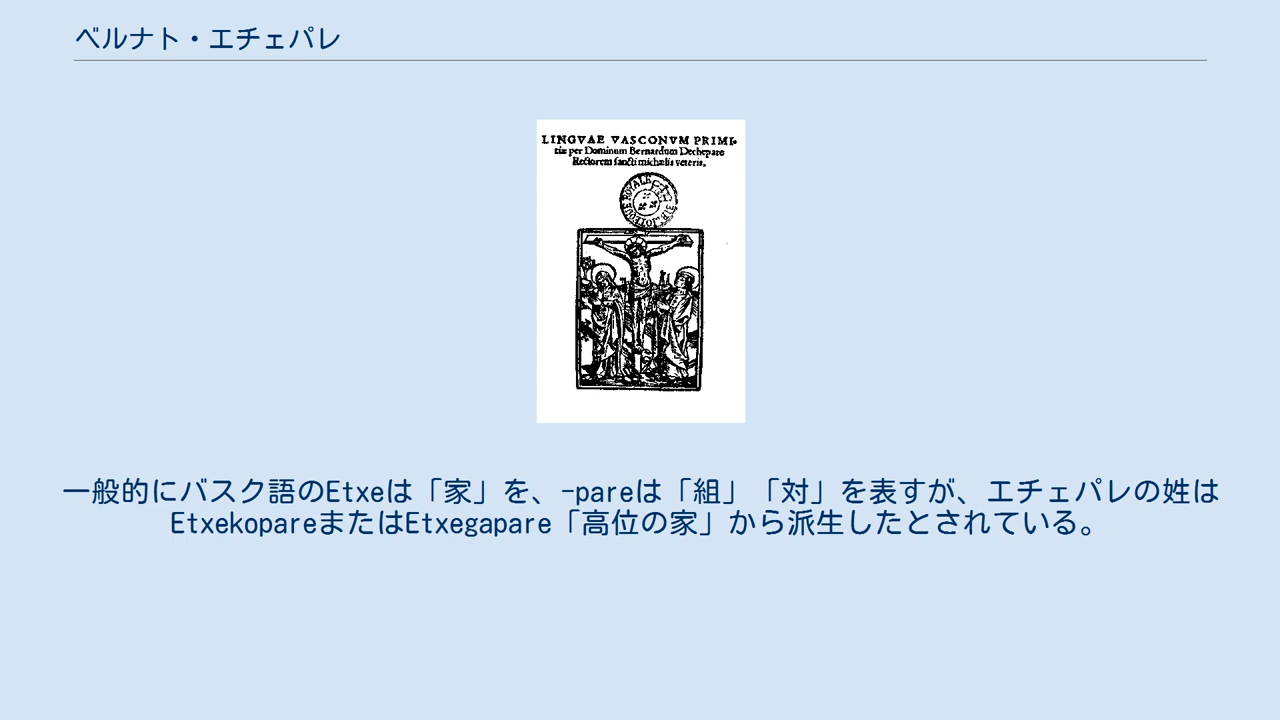 ベルナト・エチェパレ
LINGVAE VASCONVM PRIMI-
tiæ per Dominum Bernardum Dechepare
Rectorem sancti michælis veteris.
一般的にバスク語のEtxeは「家」を、-pareは「組」「対」を表すが、エチェパレの姓は
EtxekopareまたはEtxegapare「高位の家」から派生したとされている。